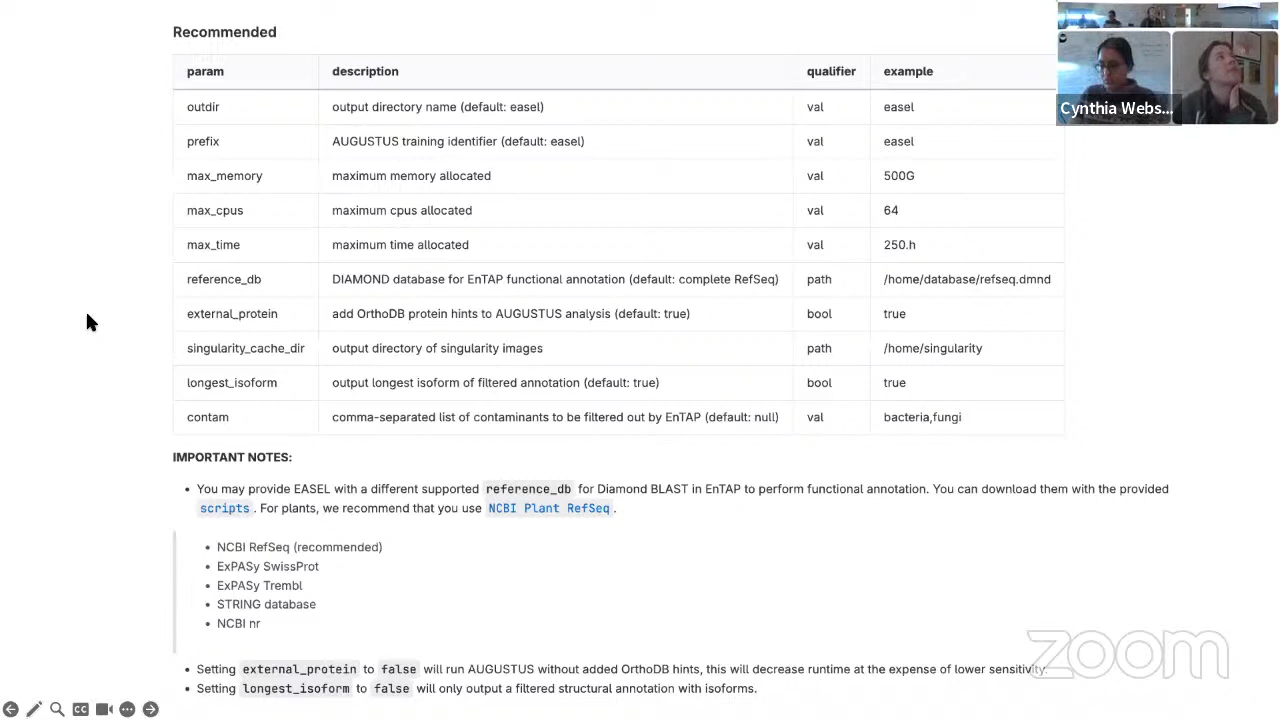 Recommended
param description qualifier example
outdir output directory name (default: easel) val easel
prefix AUGUSTUS training identifier (default: easel) val easel
max_memory maximum memory allocated val 500G
max_cpus maximum cpus allocated val 64
max_time maximum time allocated val 250.h
reference_db DIAMOND database for EnTAP functional annotation (default: complete RefSeq) path /home/database/refseq.dmnd
external_protein add OrthoDB protein hints to AUGUSTUS analysis (default: true) bool true
singularity_cache_dir output directory of singularity images path /home/singularity
longest_isoform output longest isoform of filtered annotation (default: true) bool true
contam comma-separated list of contaminants to be filtered out by EnTAP (default: null) val bacteria,fungi
Cynthia Webs...
IMPORTANT NOTES:
• You may provide EASEL with a different supported reference_db for Diamond BLAST in EnTAP to perform functional annotation. You can download them with the provided
scripts. For plants, we recommend that you use NCBI Plant RefSeq.
• NCBI RefSeq (recommended)
• ExPASy SwissProt
• ExPASy Trembl
• STRING database
• NCBI nr
• Setting external_protein to false will run AUGUSTUS without added OrthoDB hints, this will decrease runtime at the expense of lower sensitivity.
• Setting longest_isoform to false will only output a filtered structural annotation with isoforms.
zoom
CC